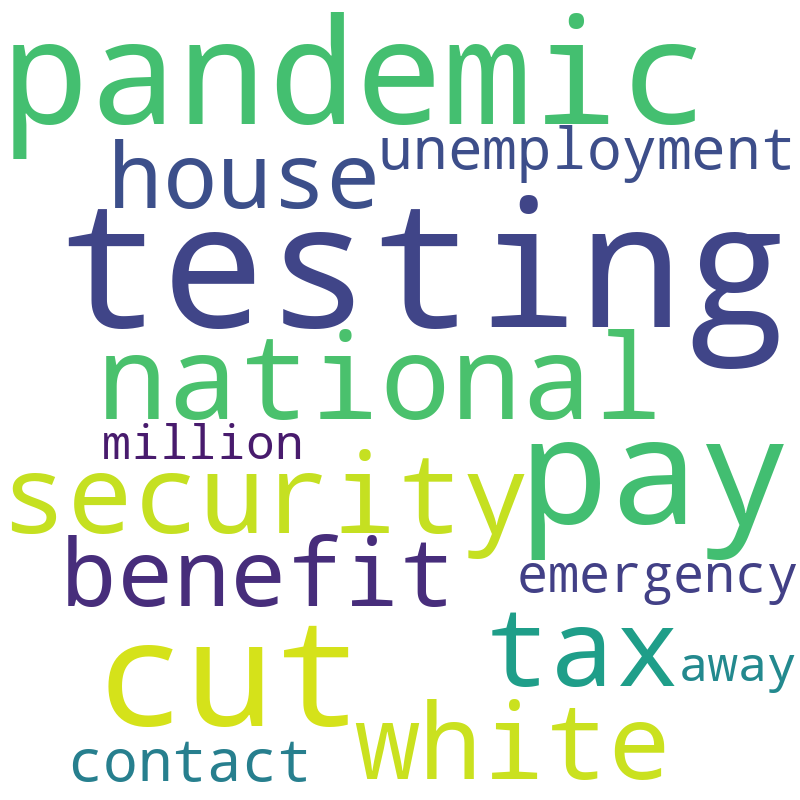 pandemic
unemployment
house
testing
national
million
pay
security
benefit
emergency
tax
cut
away
white
contact